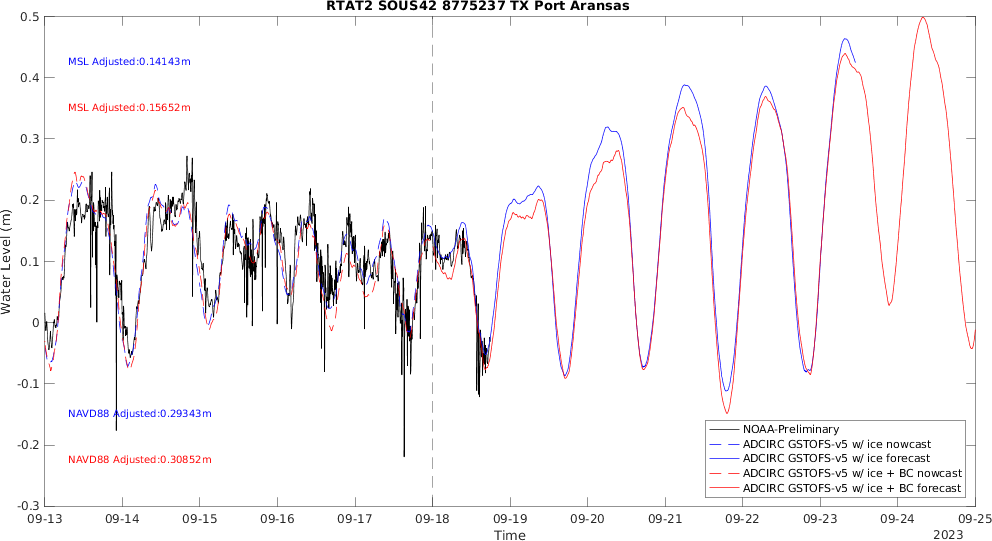 RTAT2 SOUS42 8775237 TX Port Aransas
0.5
0.4
0.3
0.2
0.1
0
-0.1
-0.2
-0.3
Water Level (m)
MSL Adjusted:0.14143m
MSL Adjusted:0.15652m
NAVD88 Adjusted:0.29343m
NAVD88 Adjusted:0.30852m
NOAA-Preliminary
ADCIRC GSTOFS-v5 w/ ice nowcast
ADCIRC GSTOFS-v5 w/ ice forecast
ADCIRC GSTOFS-v5 w/ ice + BC nowcast
ADCIRC GSTOFS-v5 w/ ice + BC forecast
09-13 09-14 09-15 09-16 09-17 09-18 09-19 09-20 09-21 09-22 09-23 09-24 09-25
Time
2023